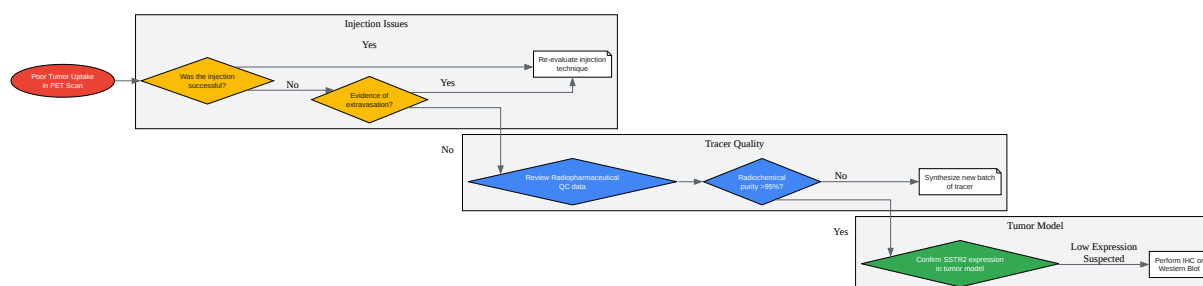 Injection Issues
Yes
Poor Tumor Uptake
in PET Scan
Was the injection
successful?
No
Evidence of
extravasation?
Yes
Re-evaluate injection
technique
No
Tracer Quality
Review Radiopharmaceutical
QC data
Radiochemical
purity >95%?
No
Synthesize new batch
of tracer
Yes
Tumor Model
Confirm SSTR2 expression
in tumor model
Low Expression
Suspected
Perform IHC or
Western Blot